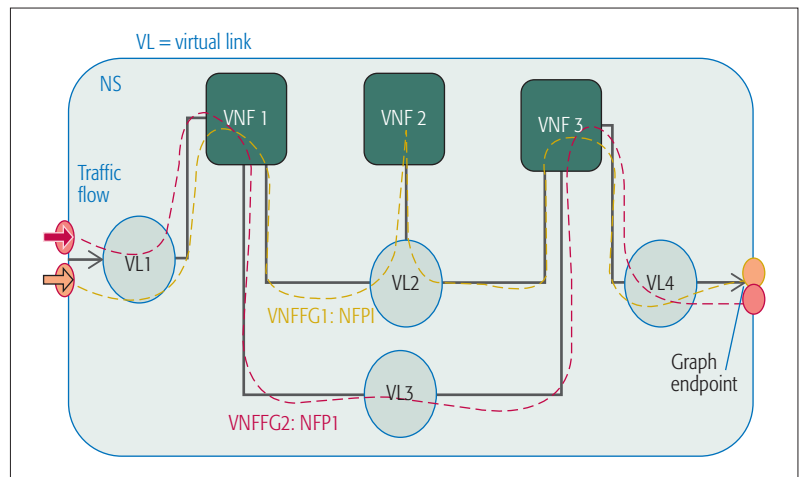 VL = virtual link
NS
VNF 1
VNF 2
VNF 3
Traffic
flow
VL1
VL2
VL4
VNFFG1: NFPI
Graph
endpoint
VL3
VNFFG2: NFP1